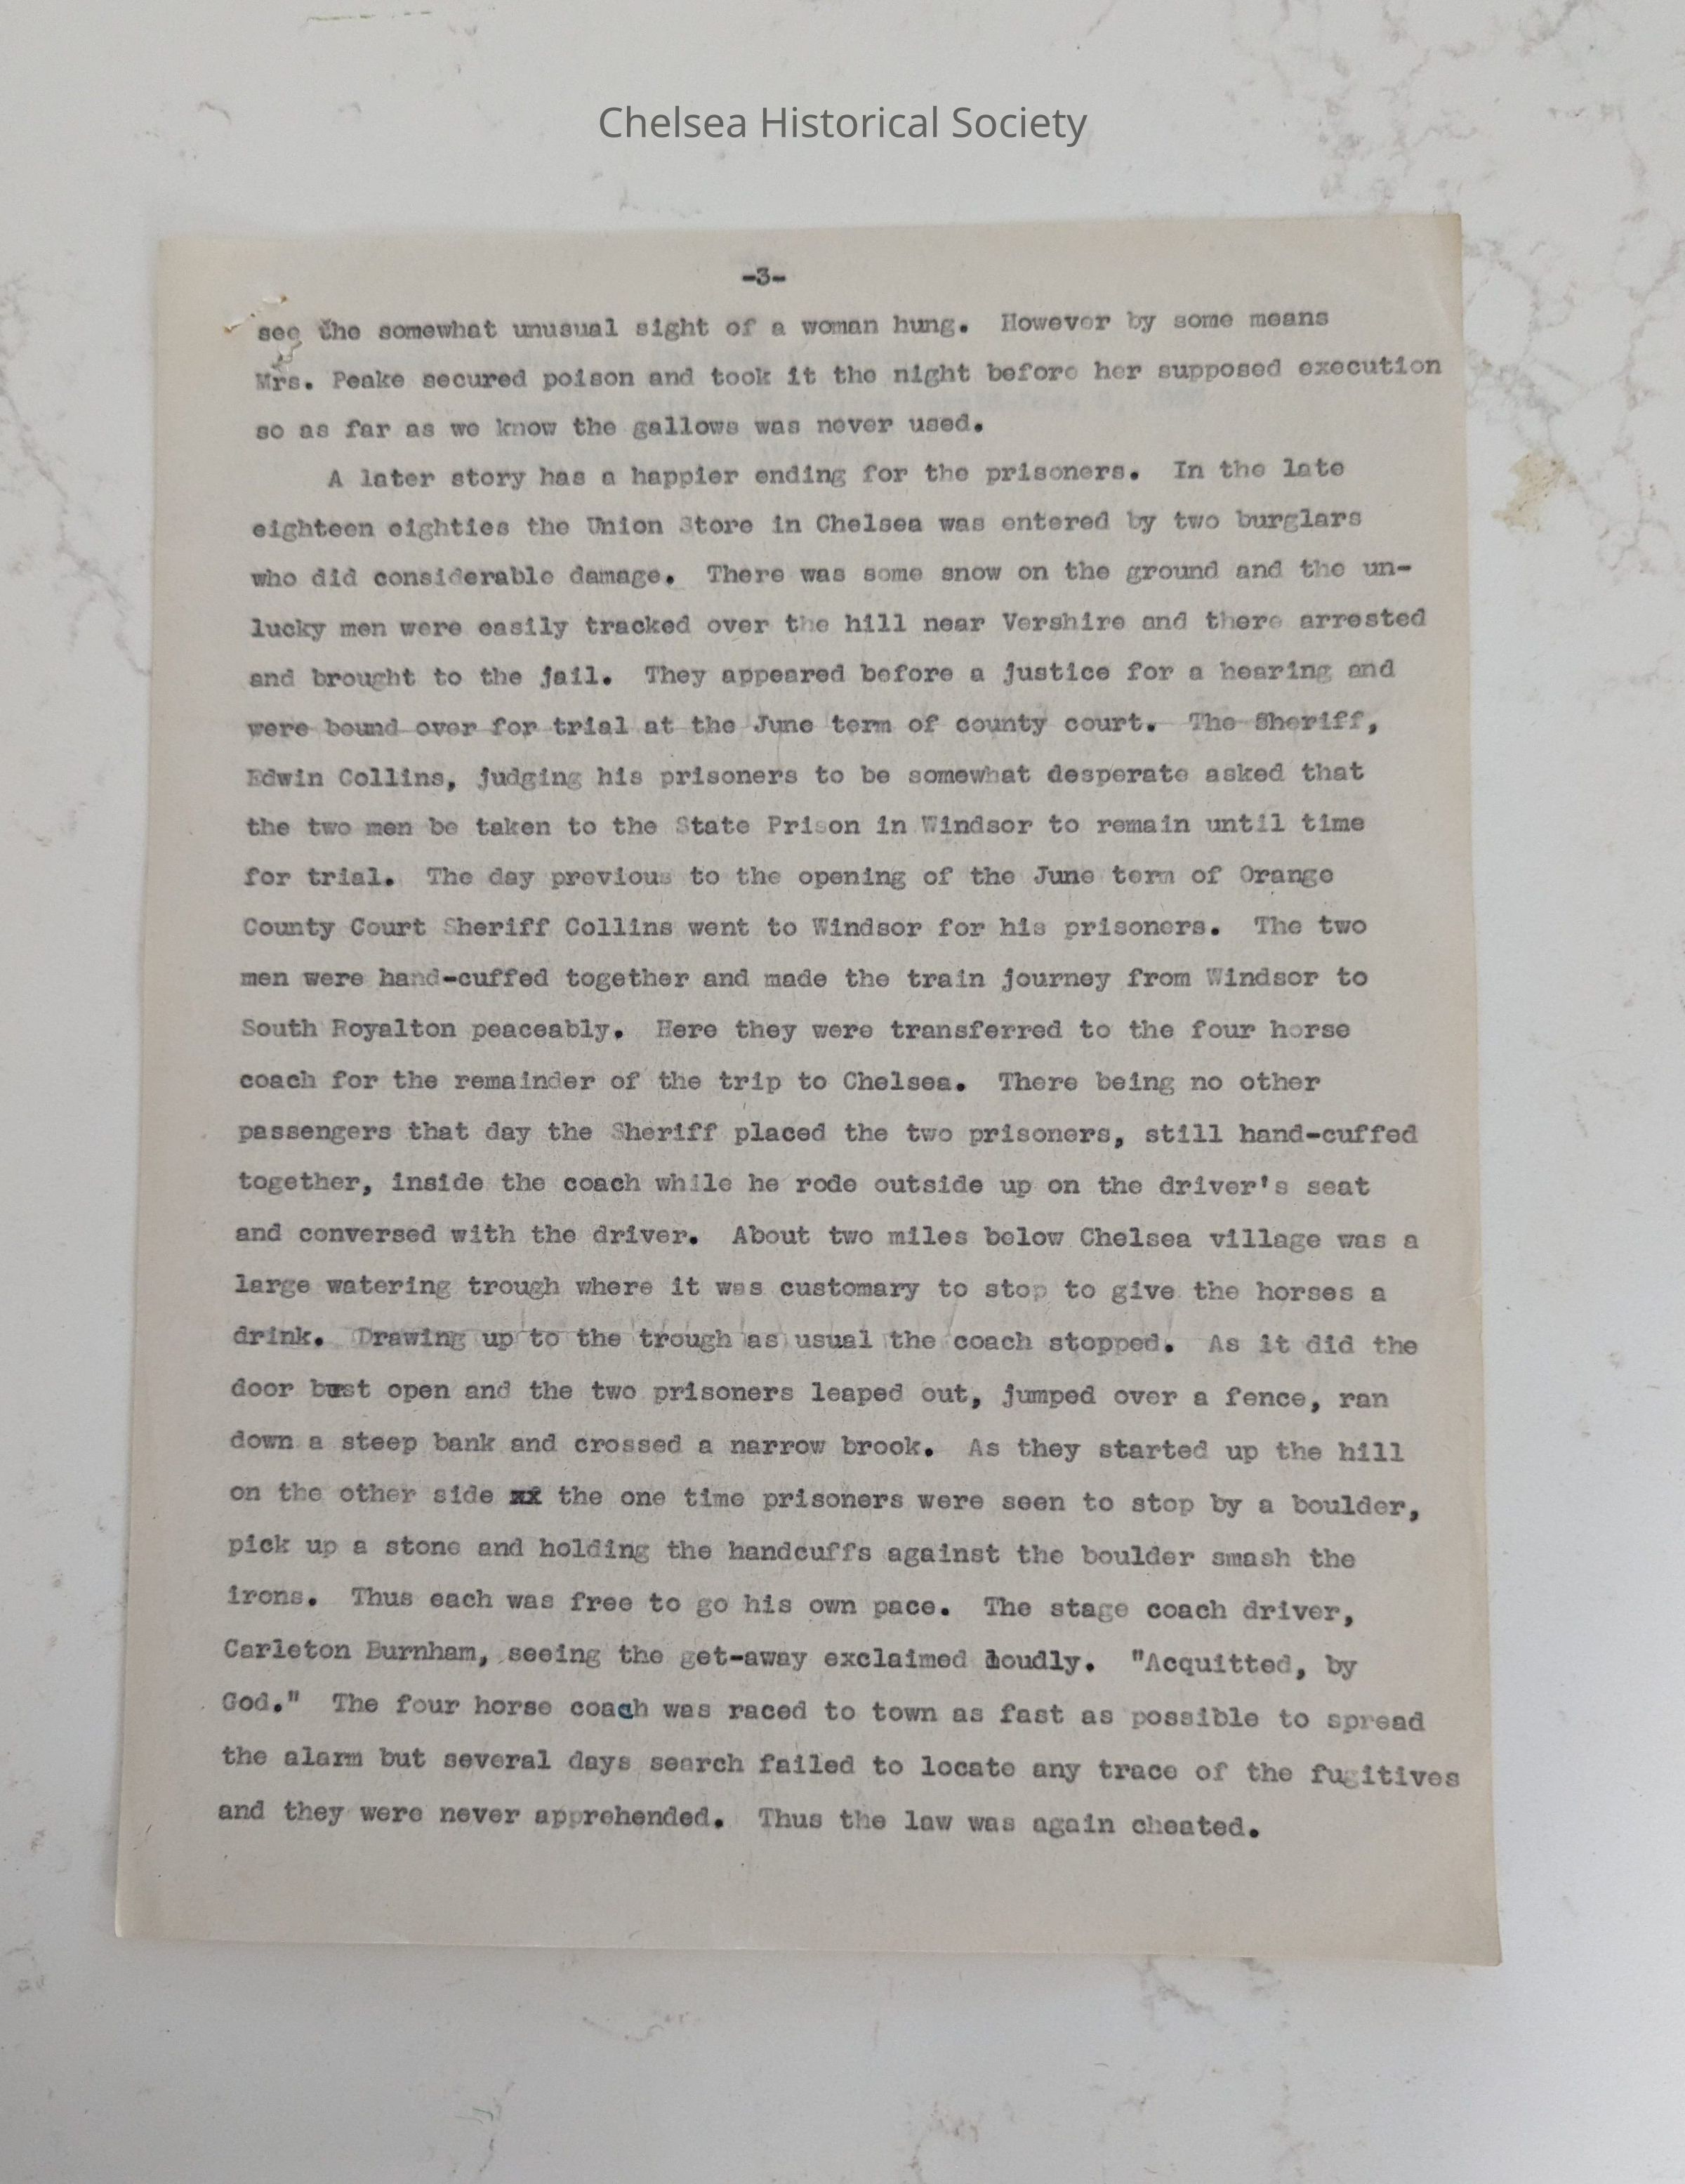 Chelsea Historical Society
-3-
see the somewhat unusual sight of a woman hung.  However by some means
Mrs. Peake secured poison and took it the night before her supposed execution
so as far as we know the gallows was never used.
A later story has a happier ending for the prisoners.  In the late
eighteen eighties the Union Store in Chelsea was entered by two burglars
who did considerable damage.  There was some snow on the ground and the un-
lucky men were easily tracked over the hill near Vershire and there arrested
and brought to the jail.  They appeared before a justice for a hearing and
were bound over for trial at the June term of county court.  The Sheriff,
Edwin Collins, judging his prisoners to be somewhat desperate asked that
the two men be taken to the State Prison in Windsor to remain until time
for trial.  The day previous to the opening of the June term of Orange
County Court Sheriff Collins went to Windsor for his prisoners.  The two
men were hand-cuffed together and made the train journey from Windsor to
South Royalton peaceably.  Here they were transferred to the four horse
coach for the remainder of the trip to Chelsea.  There being no other
passengers that day the Sheriff placed the two prisoners, still hand-cuffed
together, inside the coach while he rode outside up on the driver's seat
and conversed with the driver.  About two miles below Chelsea village was a
large watering trough where it was customary to stop to give the horses a
drink.  Drawing up to the trough as usual the coach stopped.  As it did the
door burst open and the two prisoners leaped out, jumped over a fence, ran
down a steep bank and crossed a narrow brook.  As they started up the hill
on the other side xx the one time prisoners were seen to stop by a boulder,
pick up a stone and holding the handcuffs against the boulder smash the
irons.  Thus each was free to go his own pace.  The stage coach driver,
Carleton Burnham, seeing the get-away exclaimed loudly.  "Acquitted, by
God."  The four horse coach was raced to town as fast as possible to spread
the alarm but several days search failed to locate any trace of the fugitives
and they were never apprehended.  Thus the law was again cheated.